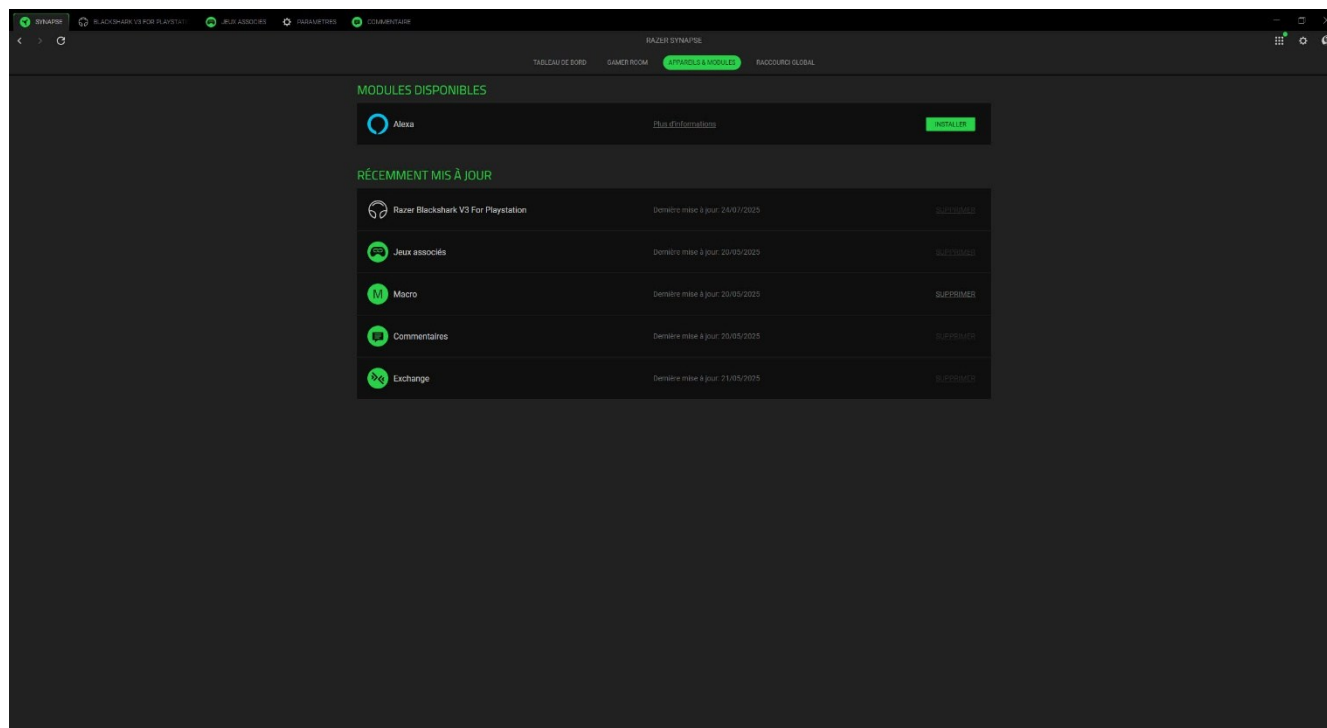 SYNAPSE BLACKSHARK V3 FOR PLAYSTATI JEUX ASSOCIÉS PARAMÈTRES COMMENTAIRE
RAZER SYNAPSE
TABLEAU DE BORD GAMER ROOM APPAREILS & MODULES RACCOURCI GLOBAL
MODULES DISPONIBLES
Alexa Plus d'informations INSTALLER
RÉCEMMENT MIS À JOUR
Razer Blackshark V3 For Playstation Dernière mise à jour: 24/07/2025 SUPPRIMER
Jeux associés Dernière mise à jour: 20/05/2025 SUPPRIMER
M Macro Dernière mise à jour: 20/05/2025 SUPPRIMER
Commentaires Dernière mise à jour: 20/05/2025 SUPPRIMER
Exchange Dernière mise à jour: 21/05/2025 SUPPRIMER